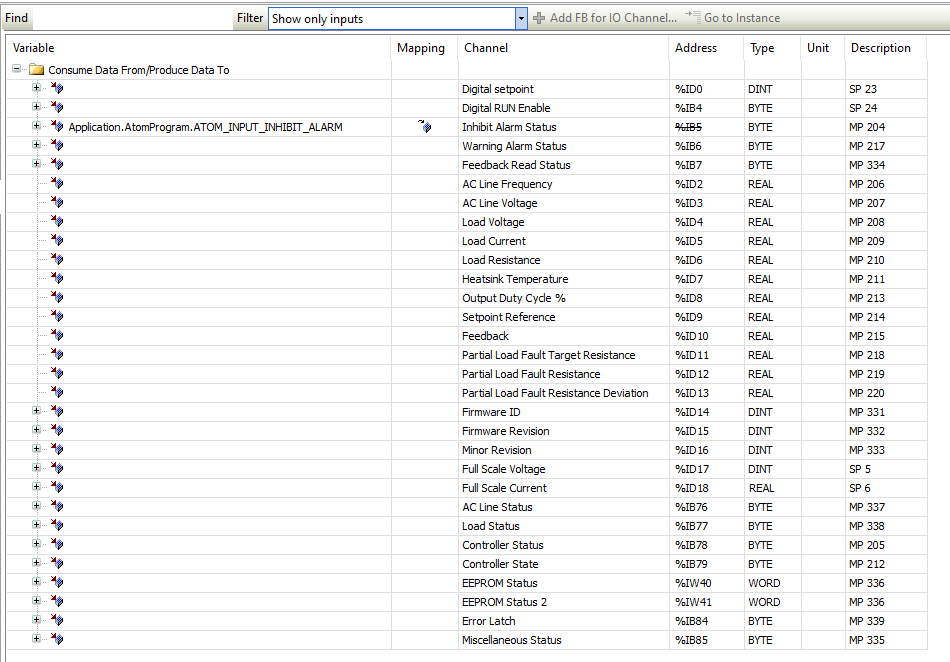 Find Filter Show only inputs Add FB for IO Channel... Go to Instance
Variable Mapping Channel Address Type Unit Description
Consume Data From/Produce Data To
Digital setpoint %ID0 DINT SP 23
Digital RUN Enable %IB4 BYTE SP 24
Application.AtomProgram.ATOM_INPUT_INHIBIT_ALARM Inhibit Alarm Status %IB5 BYTE MP 204
Warning Alarm Status %IB6 BYTE MP 217
Feedback Read Status %IB7 BYTE MP 334
AC Line Frequency %ID2 REAL MP 206
AC Line Voltage %ID3 REAL MP 207
Load Voltage %ID4 REAL MP 208
Load Current %ID5 REAL MP 209
Load Resistance %ID6 REAL MP 210
Heatsink Temperature %ID7 REAL MP 211
Output Duty Cycle % %ID8 REAL MP 213
Setpoint Reference %ID9 REAL MP 214
Feedback %ID10 REAL MP 215
Partial Load Fault Target Resistance %ID11 REAL MP 218
Partial Load Fault Resistance %ID12 REAL MP 219
Partial Load Fault Resistance Deviation %ID13 REAL MP 220
Firmware ID %ID14 DINT MP 331
Firmware Revision %ID15 DINT MP 332
Minor Revision %ID16 DINT MP 333
Full Scale Voltage %ID17 DINT SP 5
Full Scale Current %ID18 REAL SP 6
AC Line Status %IB76 BYTE MP 337
Load Status %IB77 BYTE MP 338
Controller Status %IB78 BYTE MP 205
Controller State %IB79 BYTE MP 212
EEPROM Status %IW40 WORD MP 336
EEPROM Status 2 %IW41 WORD MP 336
Error Latch %IB84 BYTE MP 339
Miscellaneous Status %IB85 BYTE MP 335